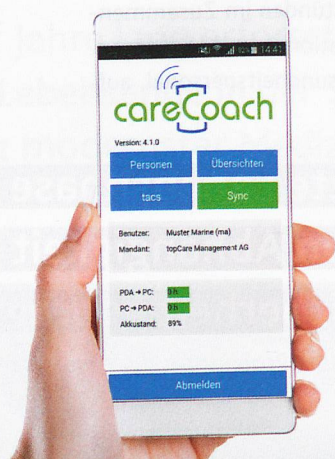 14:41
careCoach
Version: 4.1.0
Personen Übersichten
tacs Sync
Benutzer: Muster Marine (ma)
Mandant: topCare Management AG
PDA ➔ PC: 0 h
PC ➔ PDA: 0 h
Akkustand: 89%
Abmelden